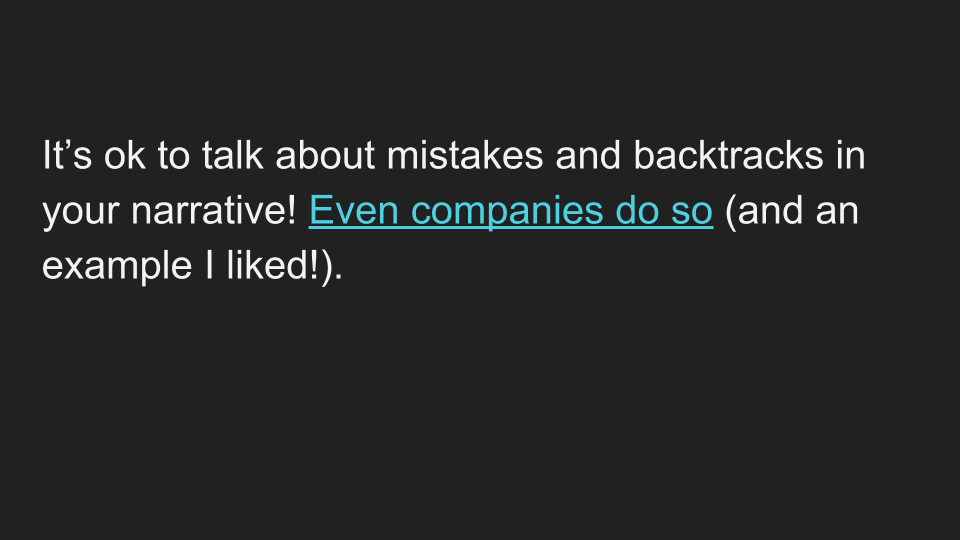 It’s ok to talk about mistakes and backtracks in
your narrative! Even companies do so (and an
example I liked!).